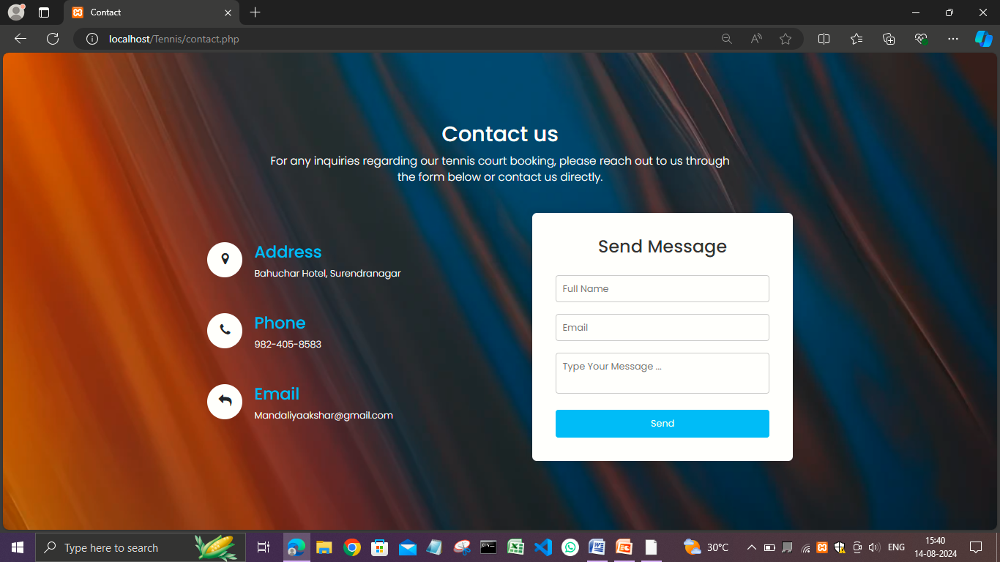 Contact
localhost/Tennis/contact.php
Contact us
For any inquiries regarding our tennis court booking, please reach out to us through
the form below or contact us directly.
Address
Bahuchar Hotel, Surendranagar
Phone
982-405-8583
Email
Mandaliyaakshar@gmail.com
Send Message
Full Name
Email
Type Your Message ...
Send
Type here to search
30°C
ENG
15:40
14-08-2024